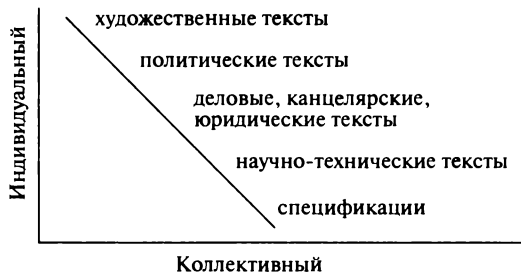 художественные тексты
политические тексты
деловые, канцелярские,
юридические тексты
научно-технические тексты
спецификации
Индивидуальный
Коллективный